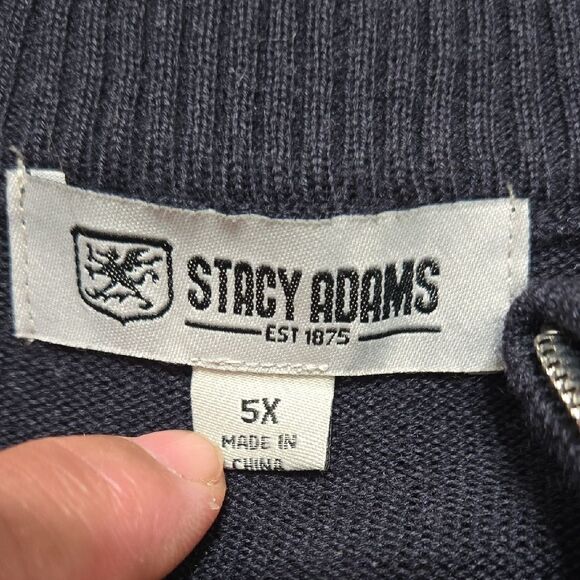 STACY ADAMS
EST 1875
5X
MADE IN
CHINA